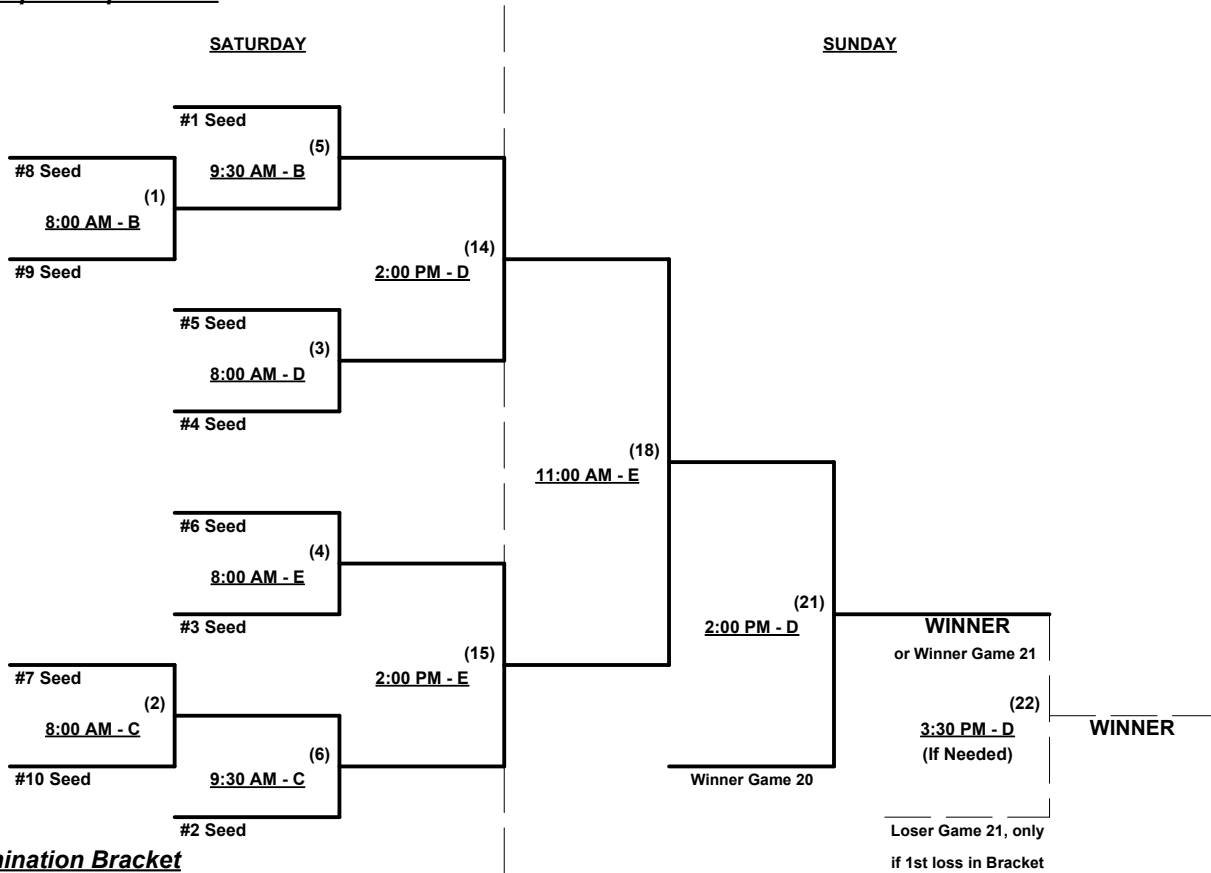 SATURDAY
SUNDAY
#1 Seed
(5)
#8 Seed
9:30 AM - B
(1)
8:00 AM - B
(14)
#9 Seed
2:00 PM - D
#5 Seed
(3)
8:00 AM - D
#4 Seed
(18)
11:00 AM - E
#6 Seed
(4)
8:00 AM - E
(21)
#3 Seed
2:00 PM - D
WINNER
(15)
or Winner Game 21
#7 Seed
2:00 PM - E
(2)
(22)
8:00 AM - C
3:30 PM - D
WINNER
(6)
(If Needed)
#10 Seed
9:30 AM - C
Winner Game 20
#2 Seed
Loser Game 21, only
ination Bracket
if 1st loss in Bracket